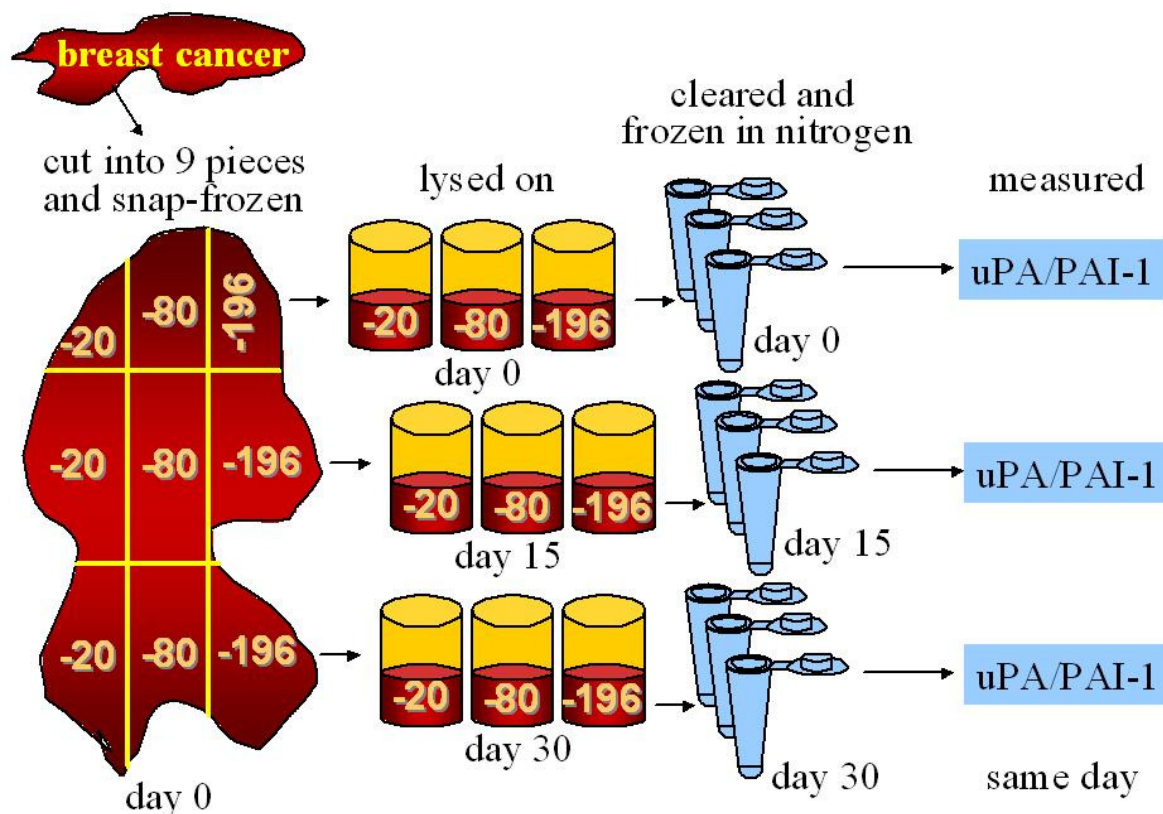 breast cancer
cut into 9 pieces
and snap-frozen
lysed on
cleared and
frozen in nitrogen
measured
-20 -80 -196
-20 -80 -196
day 0
day 0
uPA/PAI-1
-20 -80 -196
-20 -80 -196
day 15
day 15
uPA/PAI-1
-20 -80 -196
-20 -80 -196
day 30
day 30
uPA/PAI-1
day 0
same day